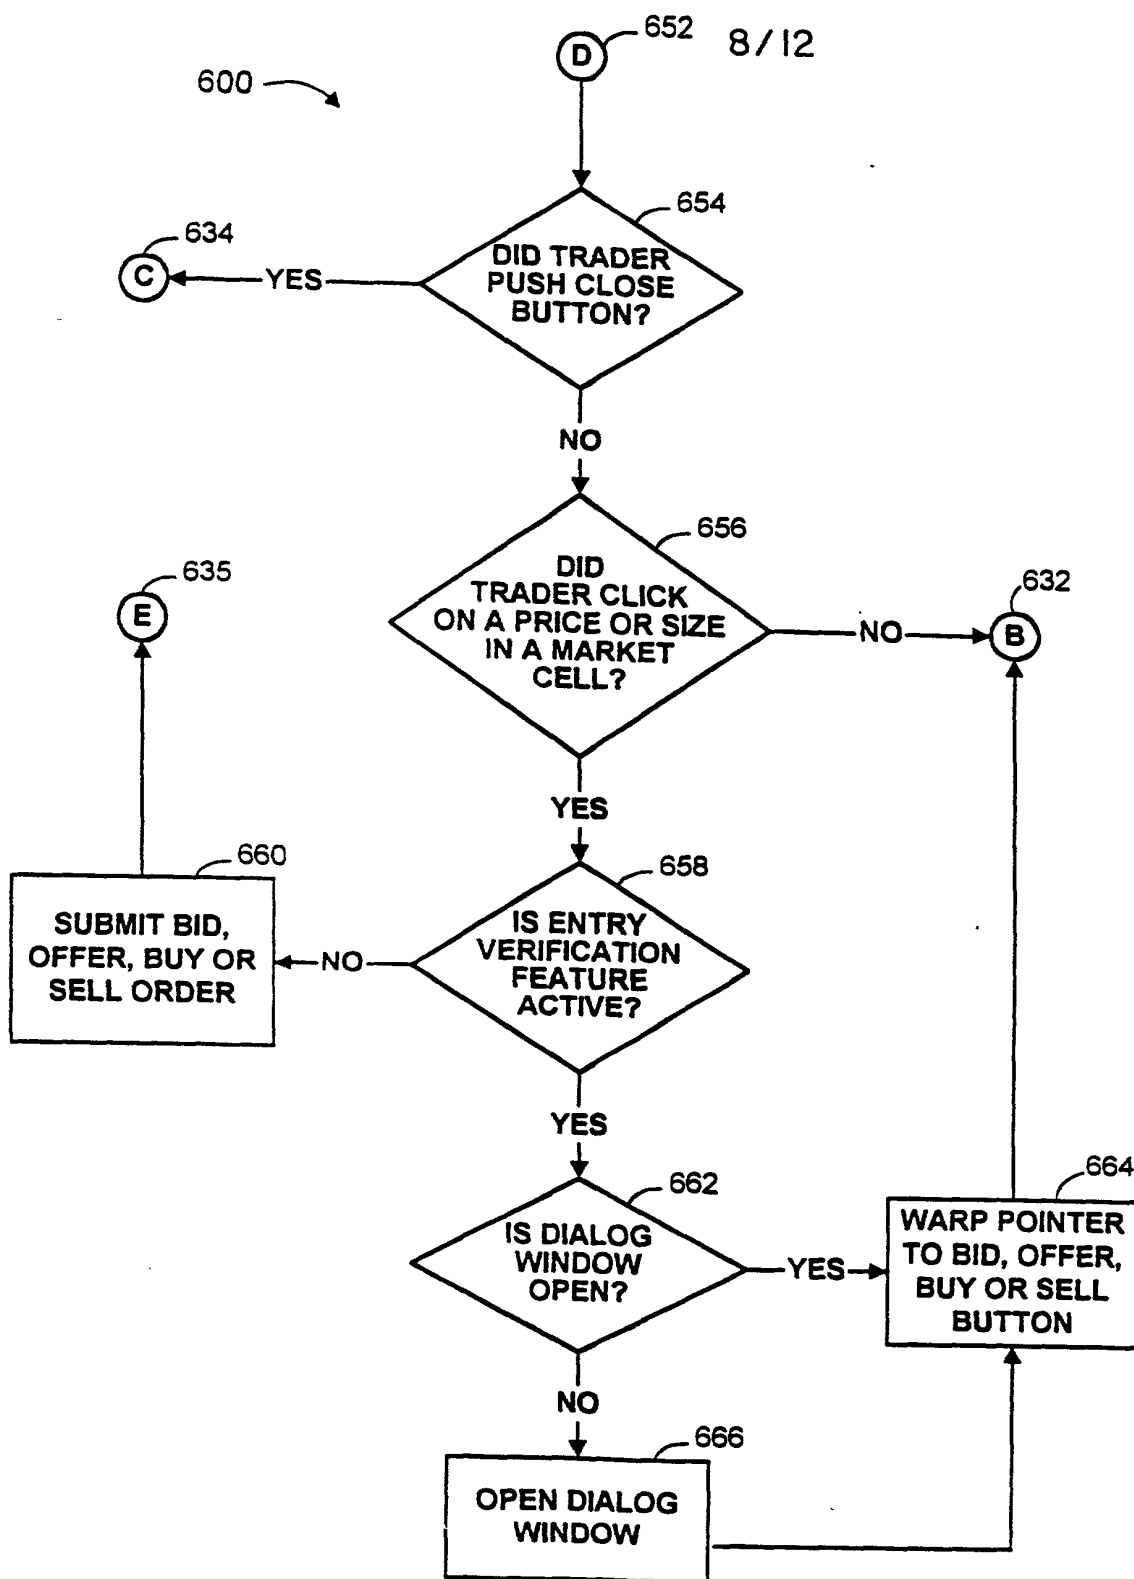 652
8/12
D
600
654
634
DID TRADER
PUSH CLOSE
BUTTON?
C
YES
NO
656
635
DID
TRADER CLICK
ON A PRICE OR SIZE
IN A MARKET
CELL?
632
E
NO
B
YES
660
658
SUBMIT BID,
OFFER, BUY OR
SELL ORDER
NO
IS ENTRY
VERIFICATION
FEATURE
ACTIVE?
YES
662
664
IS DIALOG
WINDOW
OPEN?
YES
WARP POINTER
TO BID, OFFER,
BUY OR SELL
BUTTON
NO
666
OPEN DIALOG
WINDOW